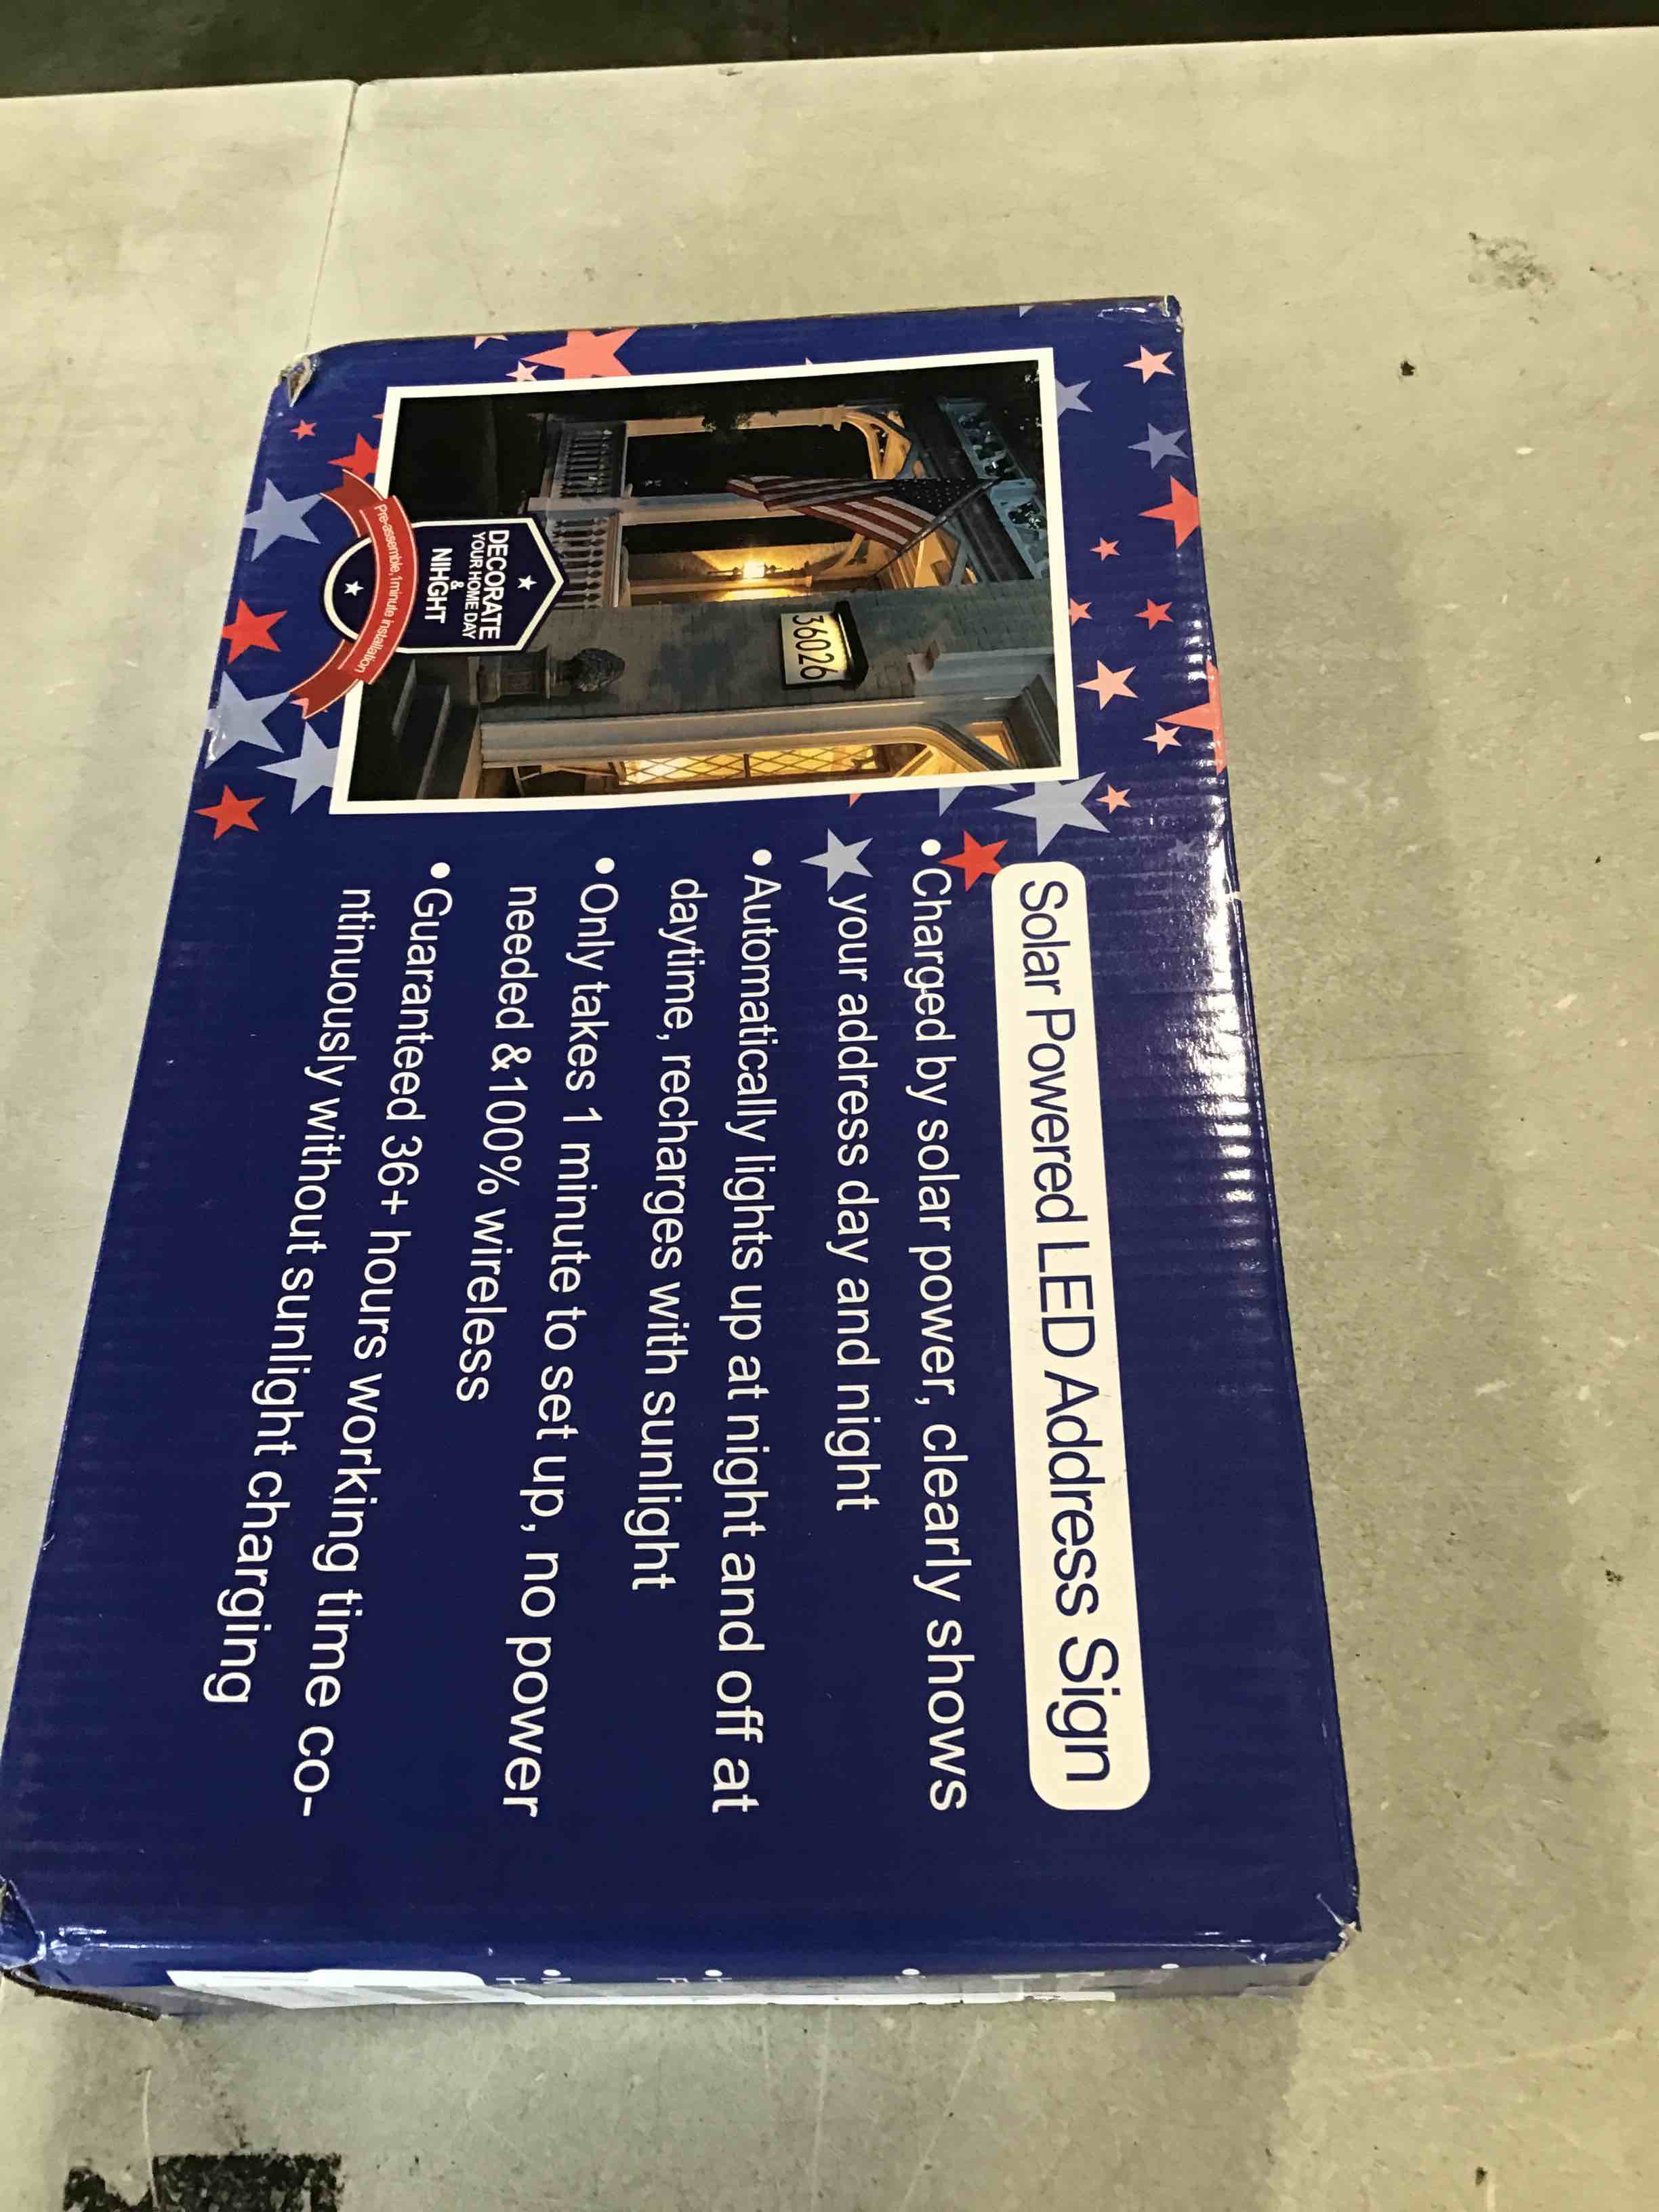 Solar Powered LED Address Sign
•Charged by solar power, clearly shows
your address day and night
•Automatically lights up at night and off at
daytime, recharges with sunlight
•Only takes 1 minute to set up, no power
needed &100% wireless
•Guaranteed 36+ hours working time co-
ntinuously without sunlight charging
36026
DECORATE
YOUR HOME DAY
&
NIHGHT
Pre-assemble,1minute installation